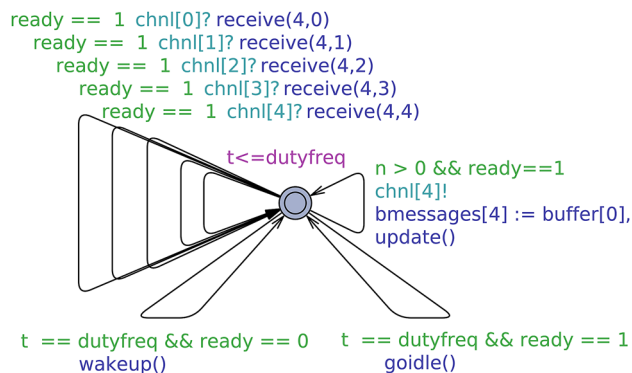 ready == 1 chnl[0]? receive(4,0)
ready == 1 chnl[1]? receive(4,1)
ready == 1 chnl[2]? receive(4,2)
ready == 1 chnl[3]? receive(4,3)
ready == 1 chnl[4]? receive(4,4)
t<=dutyfreq
n > 0 && ready==1
chnl[4]!
bmessages[4] := buffer[0],
update()
t == dutyfreq && ready == 0
wakeup()
t == dutyfreq && ready == 1
goidle()